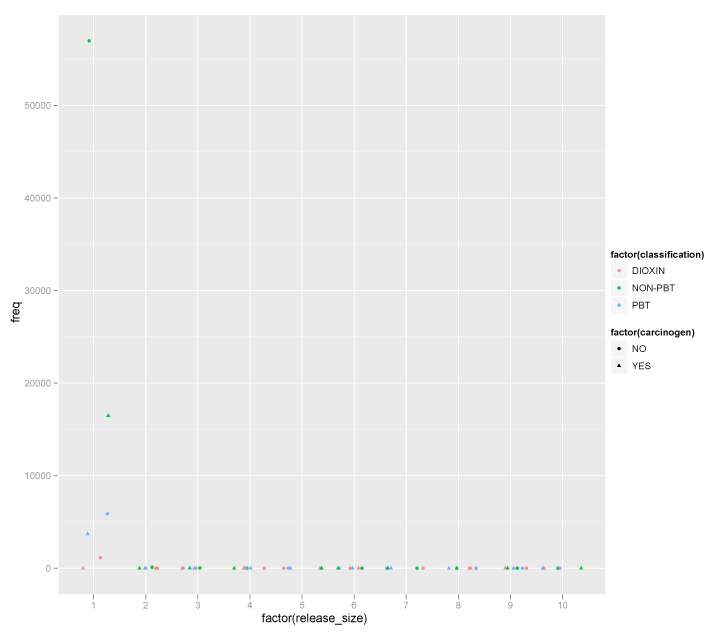 50000
40000
30000
20000
10000
0
freq
1 2 3 4 5 6 7 8 9 10
factor(release_size)
factor(classification)
DIOXIN
NON-PBT
PBT
factor(carcinogen)
NO
YES